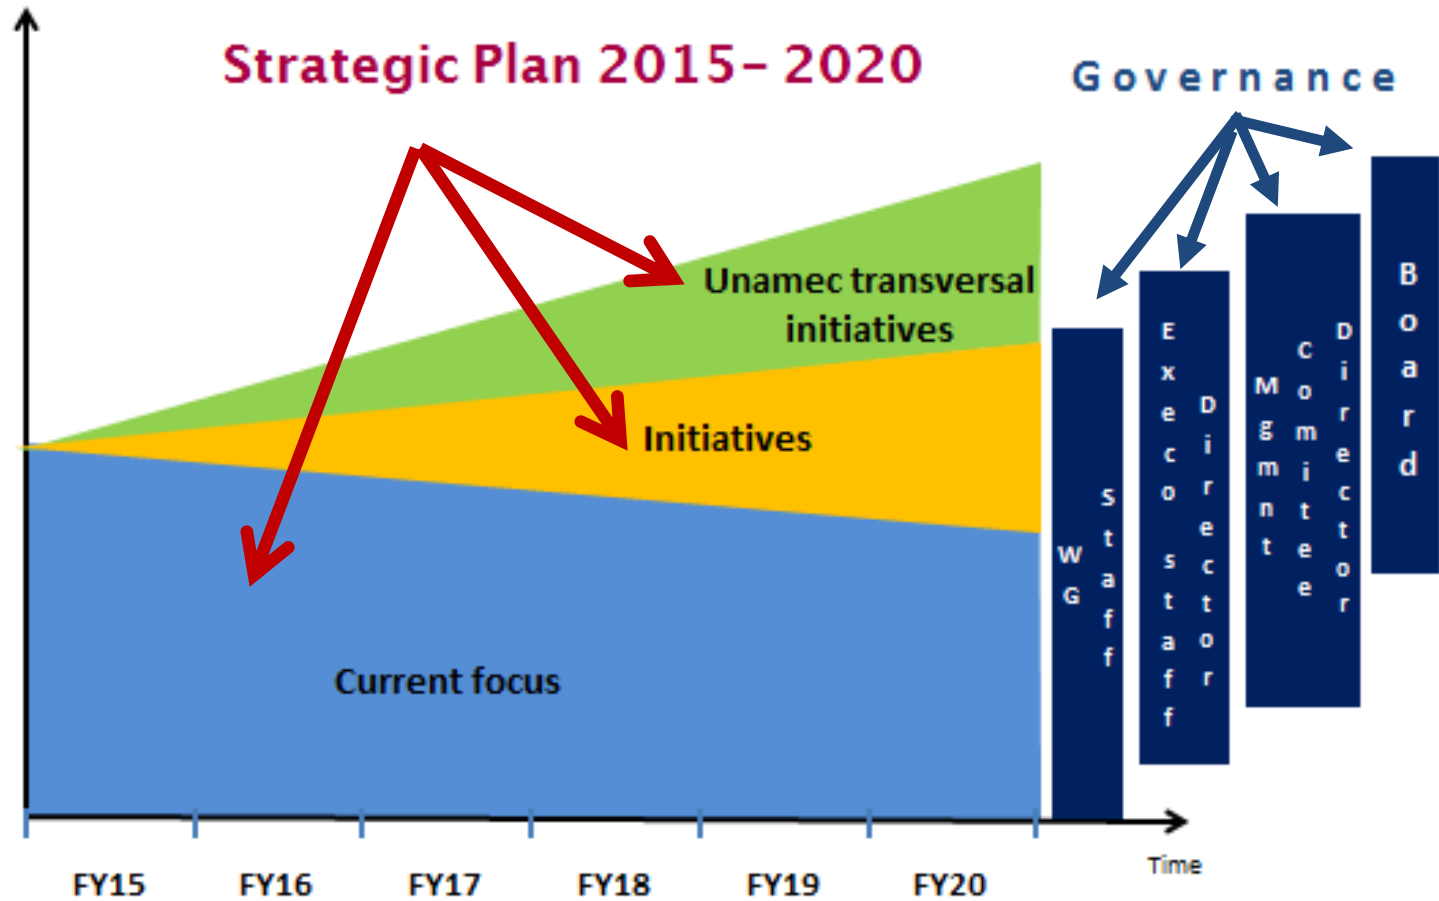 Strategic Plan 2015– 2020
Governance
Unamec transversal
initiatives
Initiatives
Current focus
WG
Staff
Execo staff
Director
Mgmnt
Comitee
Director
Board
Time
FY15
FY16
FY17
FY18
FY19
FY20